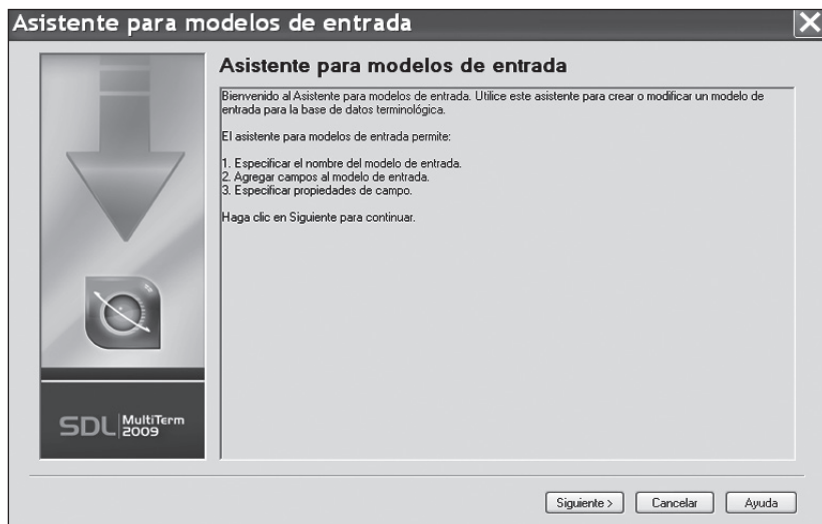 Asistente para modelos de entrada
Asistente para modelos de entrada
Bienvenido al Asistente para modelos de entrada. Utilice este asistente para crear o modificar un modelo de
entrada para la base de datos terminológica.
El asistente para modelos de entrada permite:
1. Especificar el nombre del modelo de entrada.
2. Agregar campos al modelo de entrada.
3. Especificar propiedades de campo.
Haga clic en Siguiente para continuar.
SDL MultiTerm
2009
Siguiente > Cancelar Ayuda